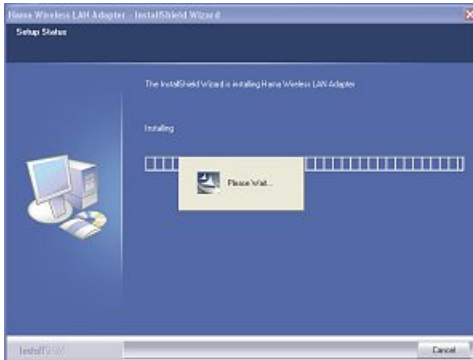 Hama Wireless LAN Adapter - InstallShield Wizard
Setup Status
The InstallShield Wizard is installing Hama Wireless LAN Adapter
Installing
Please Wait...
InstallShield
Cancel